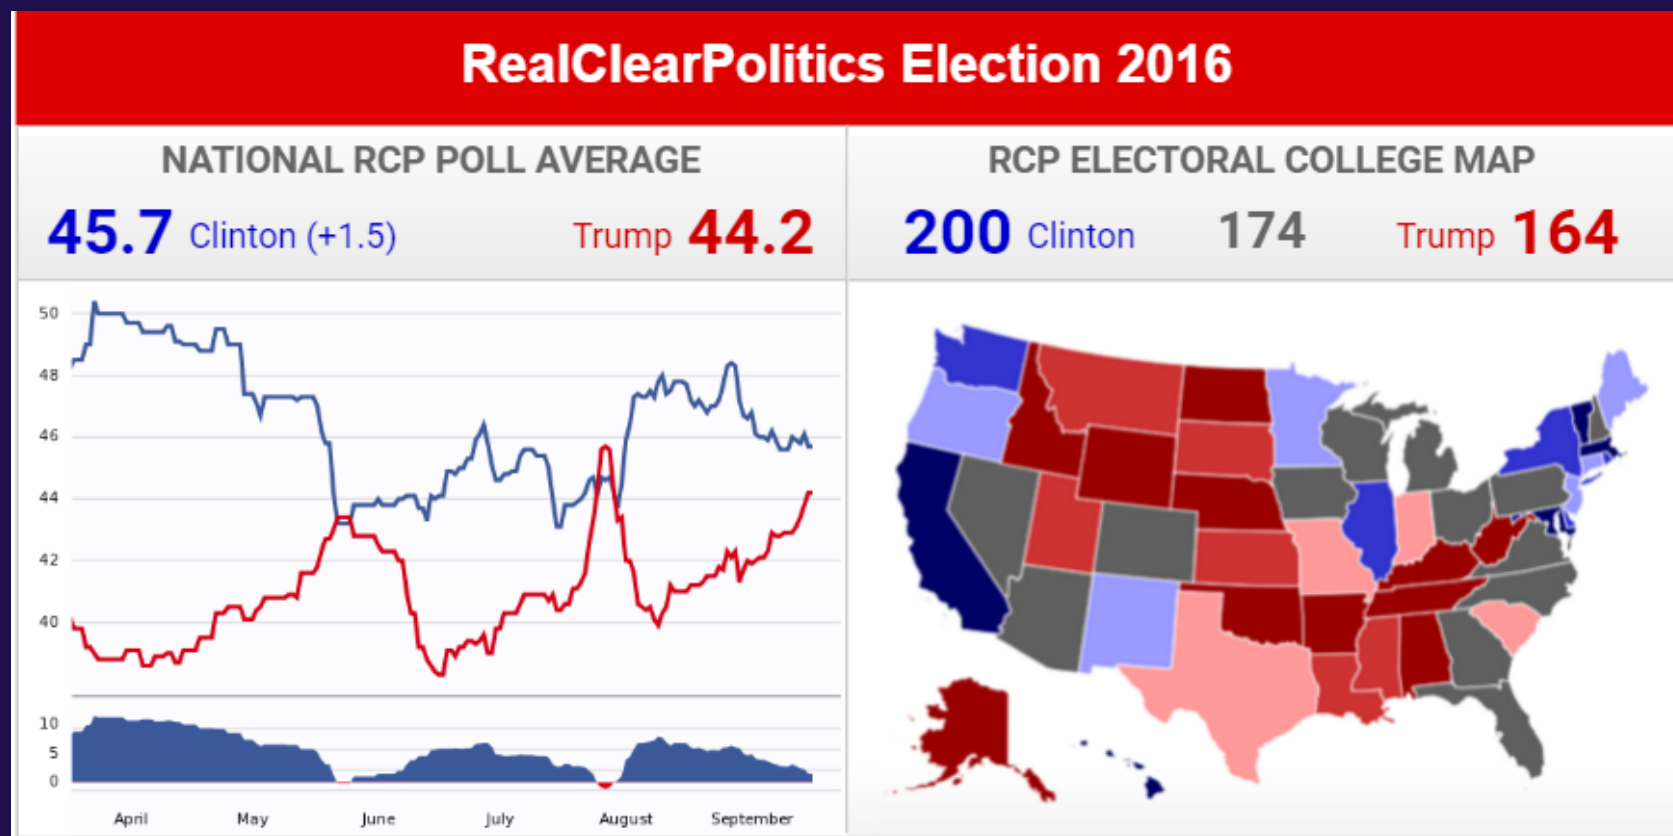 RealClearPolitics Election 2016
NATIONAL RCP POLL AVERAGE
45.7 Clinton (+1.5) Trump 44.2
50
48
46
44
42
40
10
5
0
April May June July August September
RCP ELECTORAL COLLEGE MAP
200 Clinton 174 Trump 164